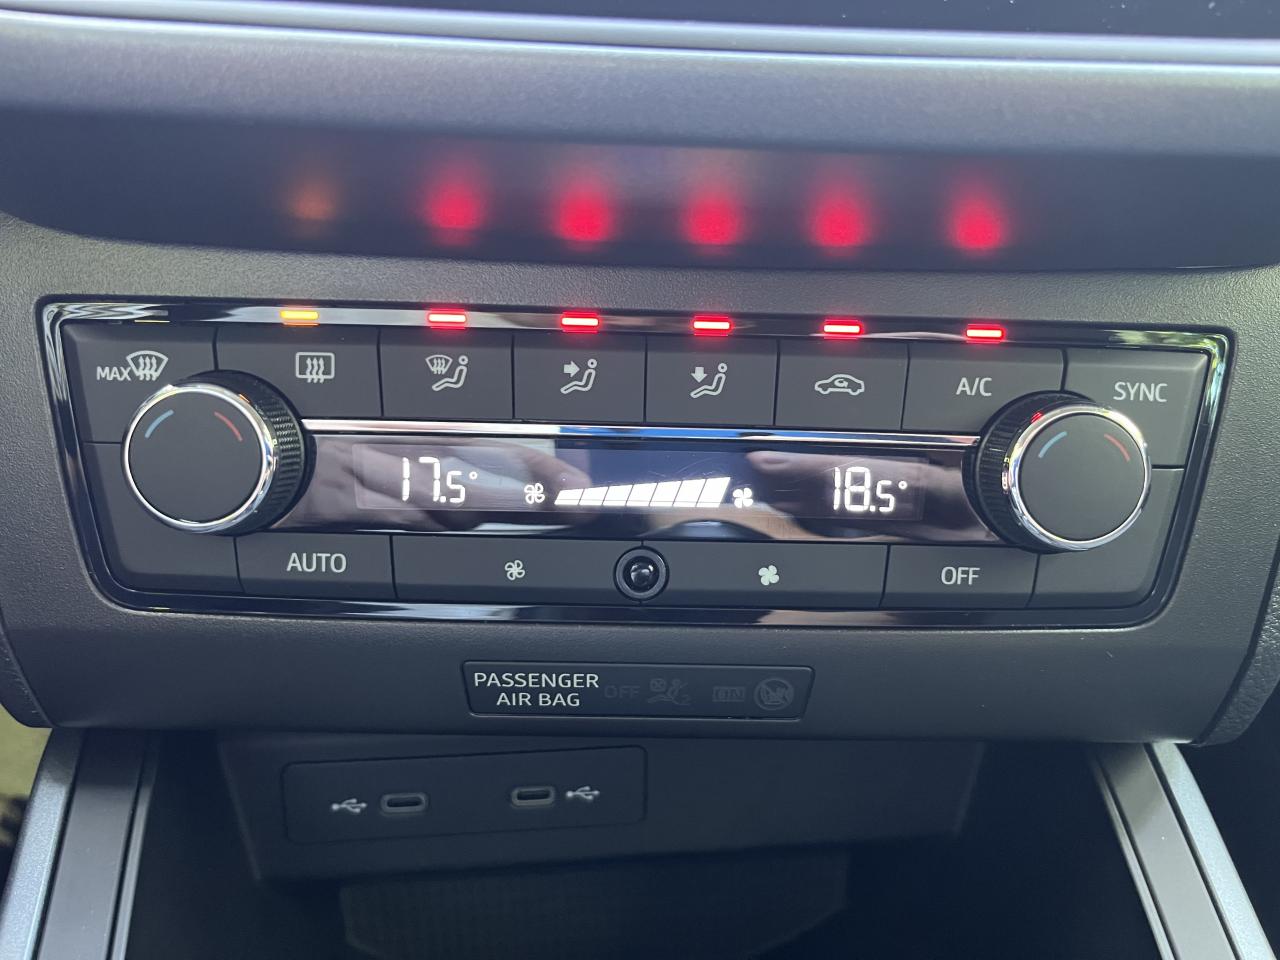 MAX
A/C
SYNC
17.5°
18.5°
AUTO
OFF
PASSENGER
AIR BAG
OFF
ON